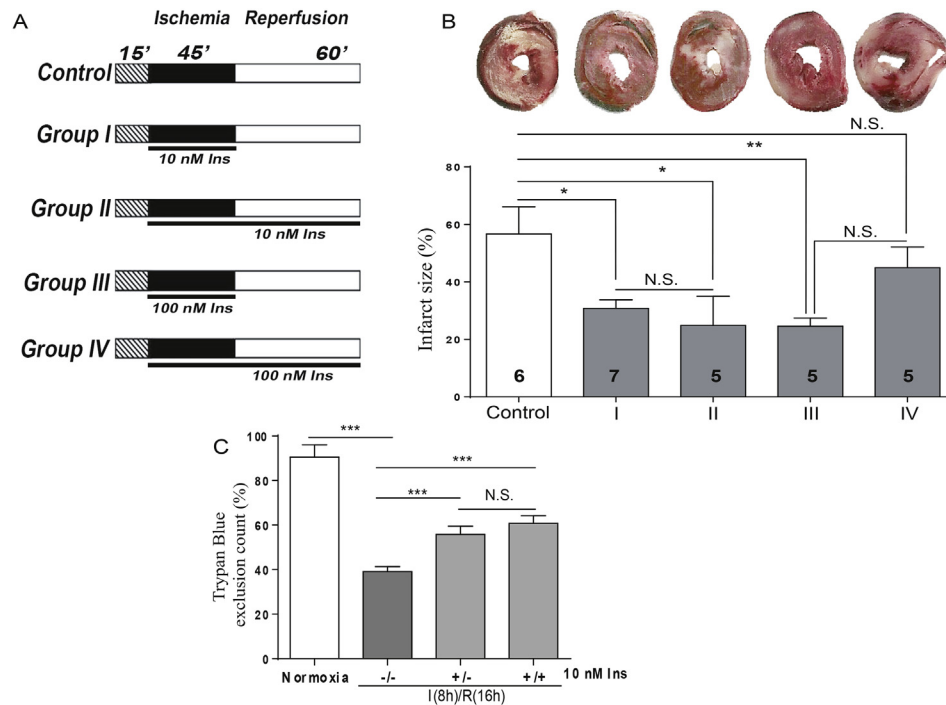 A
Ischemia Reperfusion
15' 45' 60'
Control
Group I
10 nM Ins
Group II
10 nM Ins
Group III
100 nM Ins
Group IV
100 nM Ins
B
N.S.
**
*
*
N.S.
N.S.
Infarct size (%)
80
60
40
20
0
6 7 5 5 5
Control I II III IV
C
***
***
***
N.S.
Trypan Blue
exclusion count (%)
100
80
60
40
20
0
Normoxia -/- +/- +/+ 10 nM Ins
I(8h)/R(16h)